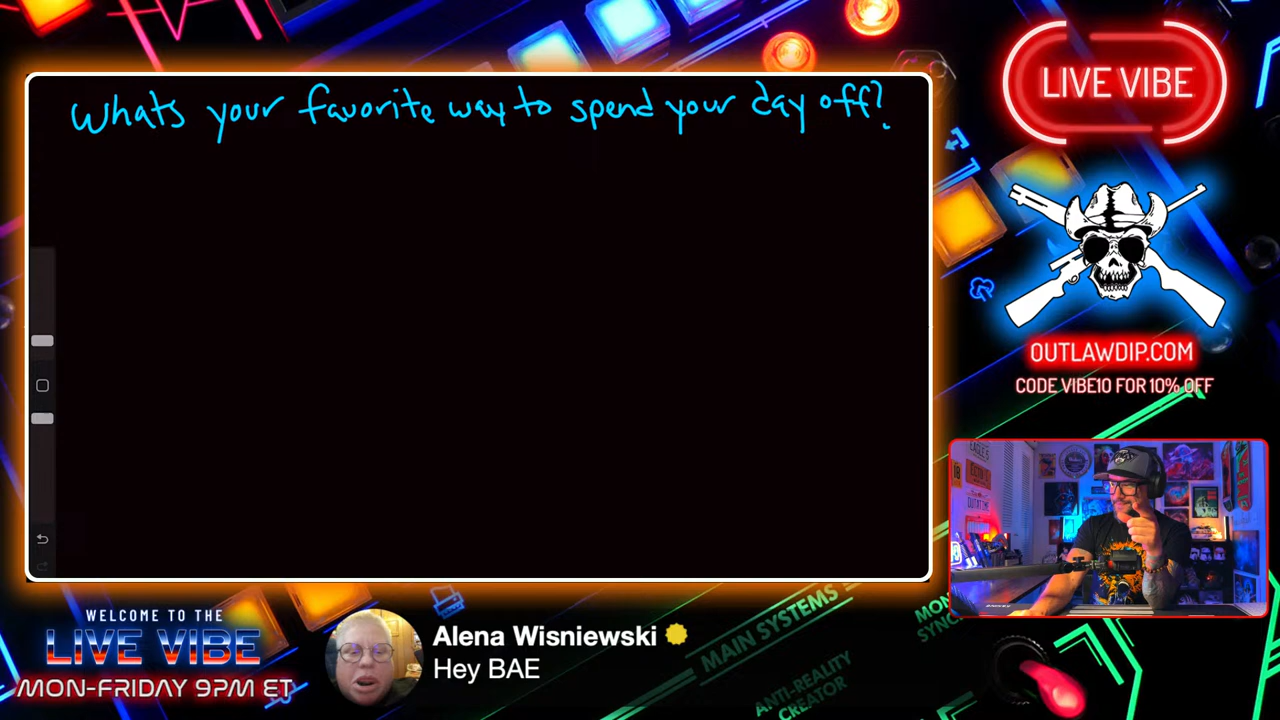 Whats your favorite way to spend your day off?
LIVE VIBE
OUTLAWDIP.COM
CODE VIBE10 FOR 10% OFF
WELCOME TO THE
LIVE VIBE
MON-FRIDAY 9PM ET
Alena Wisniewski
Hey BAE
MAIN SYSTEMS
ANTI-REALITY
CREATOR